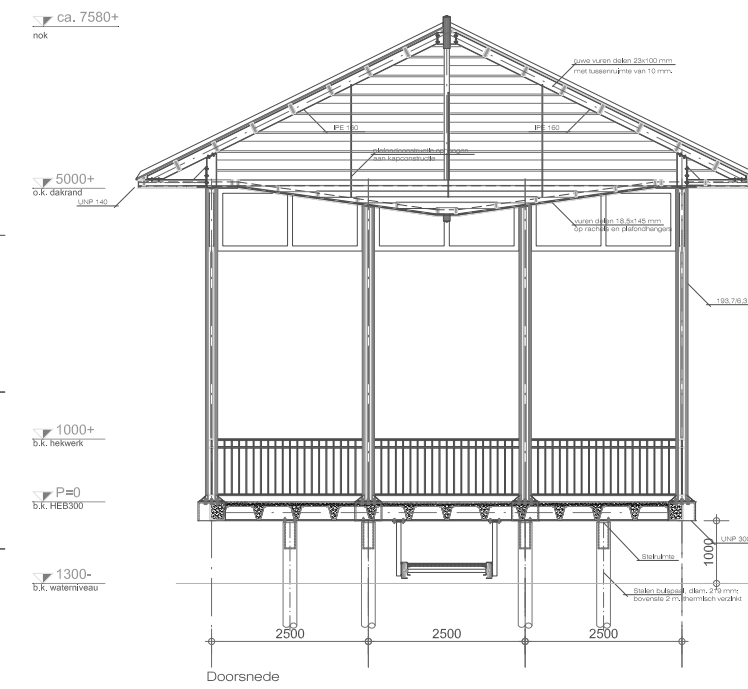 ca. 7580+
nok
ruwe vuren delen 23x100 mm
met tussenruimte van 10 mm.
IPE 160
IPE 160
plafondconstructie ophangen
aan kapconstructie
5000+
o.k. dakrand
UNP 140
vuren delen 18,5x145 mm
op rachels en plafondhangers
193,7/6,3
1000+
b.k. hekwerk
P=0
b.k. HEB300
UNP 300
1000
Stelruimte
1300-
b.k. waterniveau
Stalen buispaal, diam. 219 mm;
bovenste 2 m. thermisch verzinkt
2500
2500
2500
Doorsnede